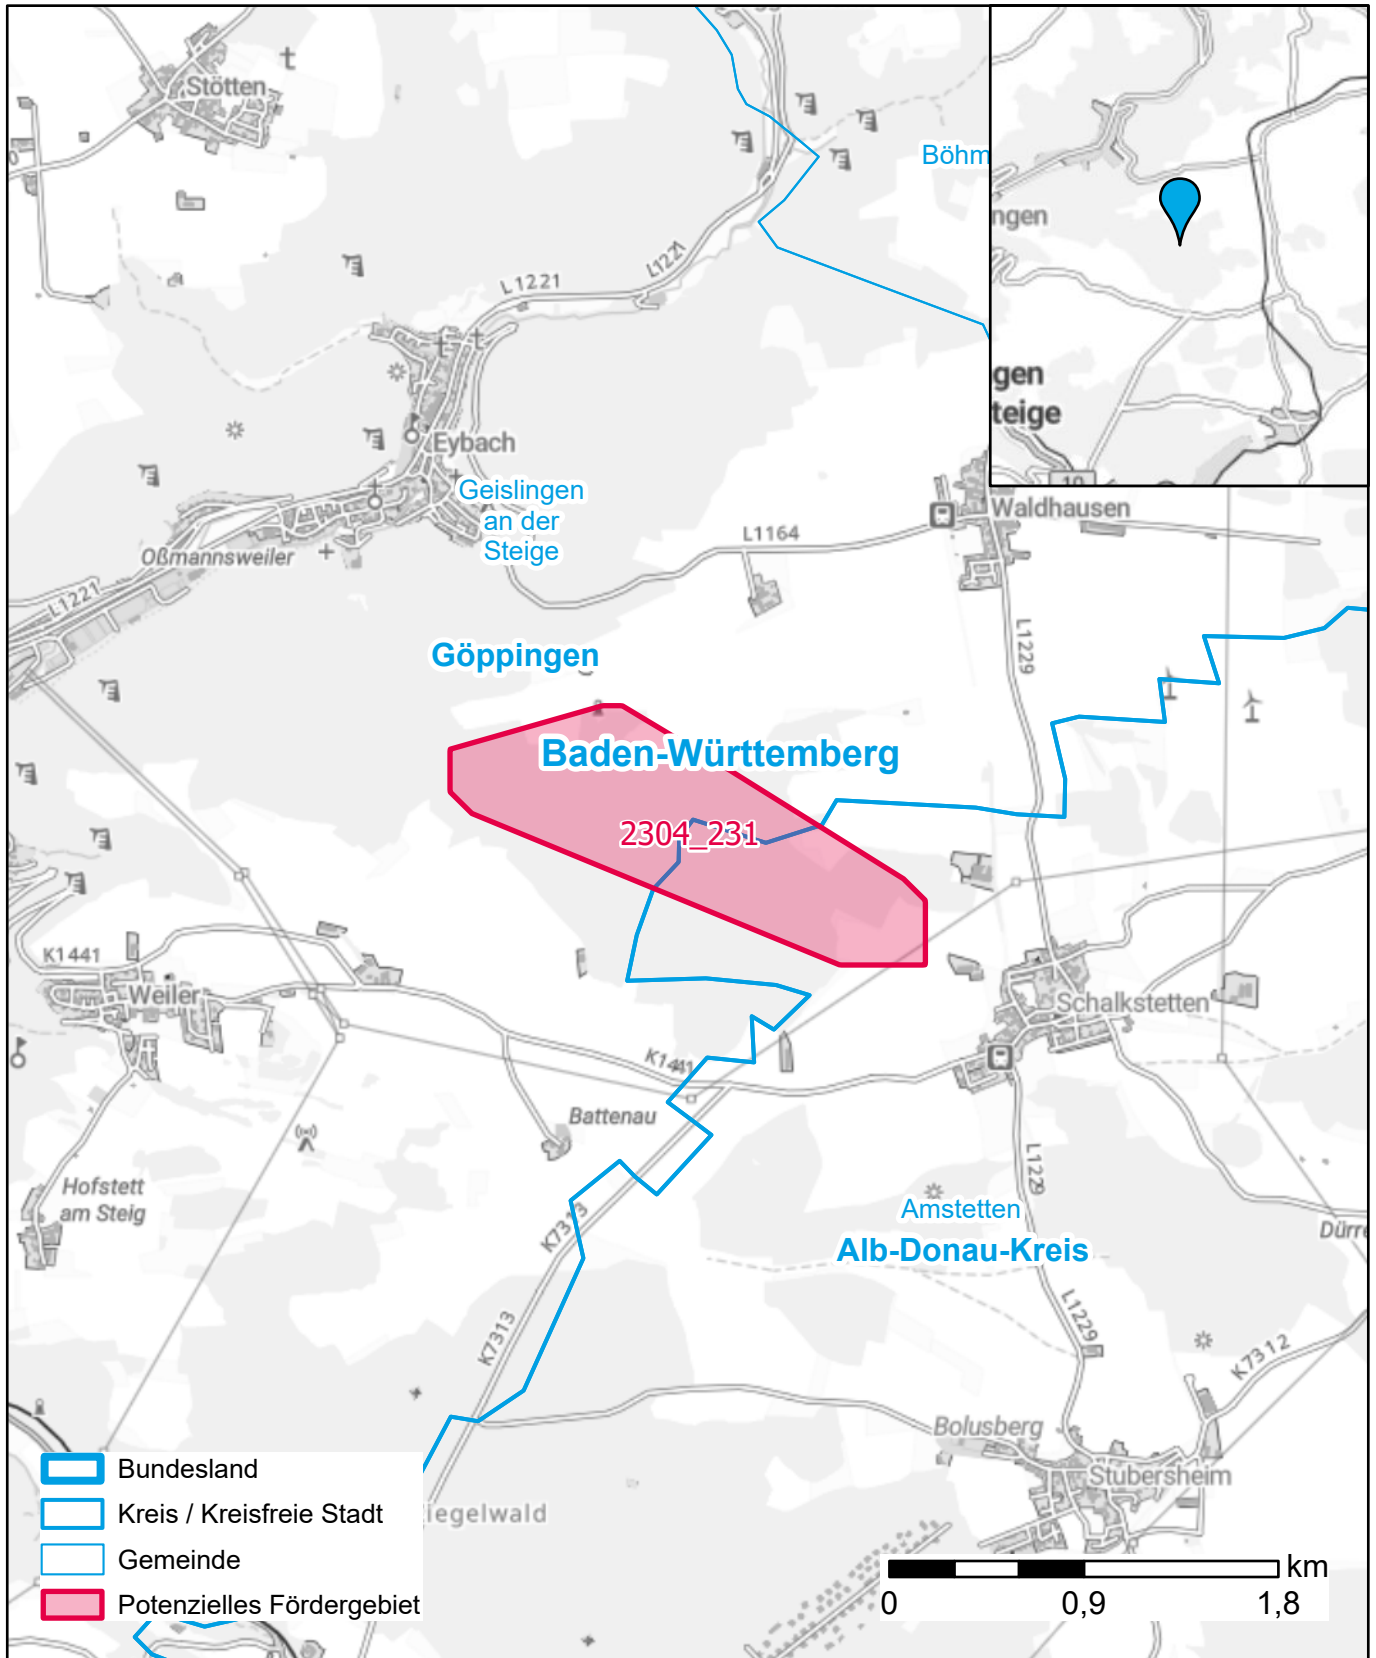 Stötten
Böhm
ngen
gen
teige
10
L1221
L1221
Eybach
Geislingen
an der
Steige
Waldhausen
L1164
Oßmannsweiler
L1221
L1229
Göppingen
Baden-Württemberg
2304_231
K1441
Weiler
Schalkstetten
K1441
Battenau
L1229
Hofstett
am Steig
Amstetten
Alb-Donau-Kreis
K7313
Dürre
K7313
L1229
K7312
Bolusberg
Stubersheim
iegelwald
Bundesland
Kreis / Kreisfreie Stadt
Gemeinde
Potenzielles Fördergebiet
km
0 0,9 1,8